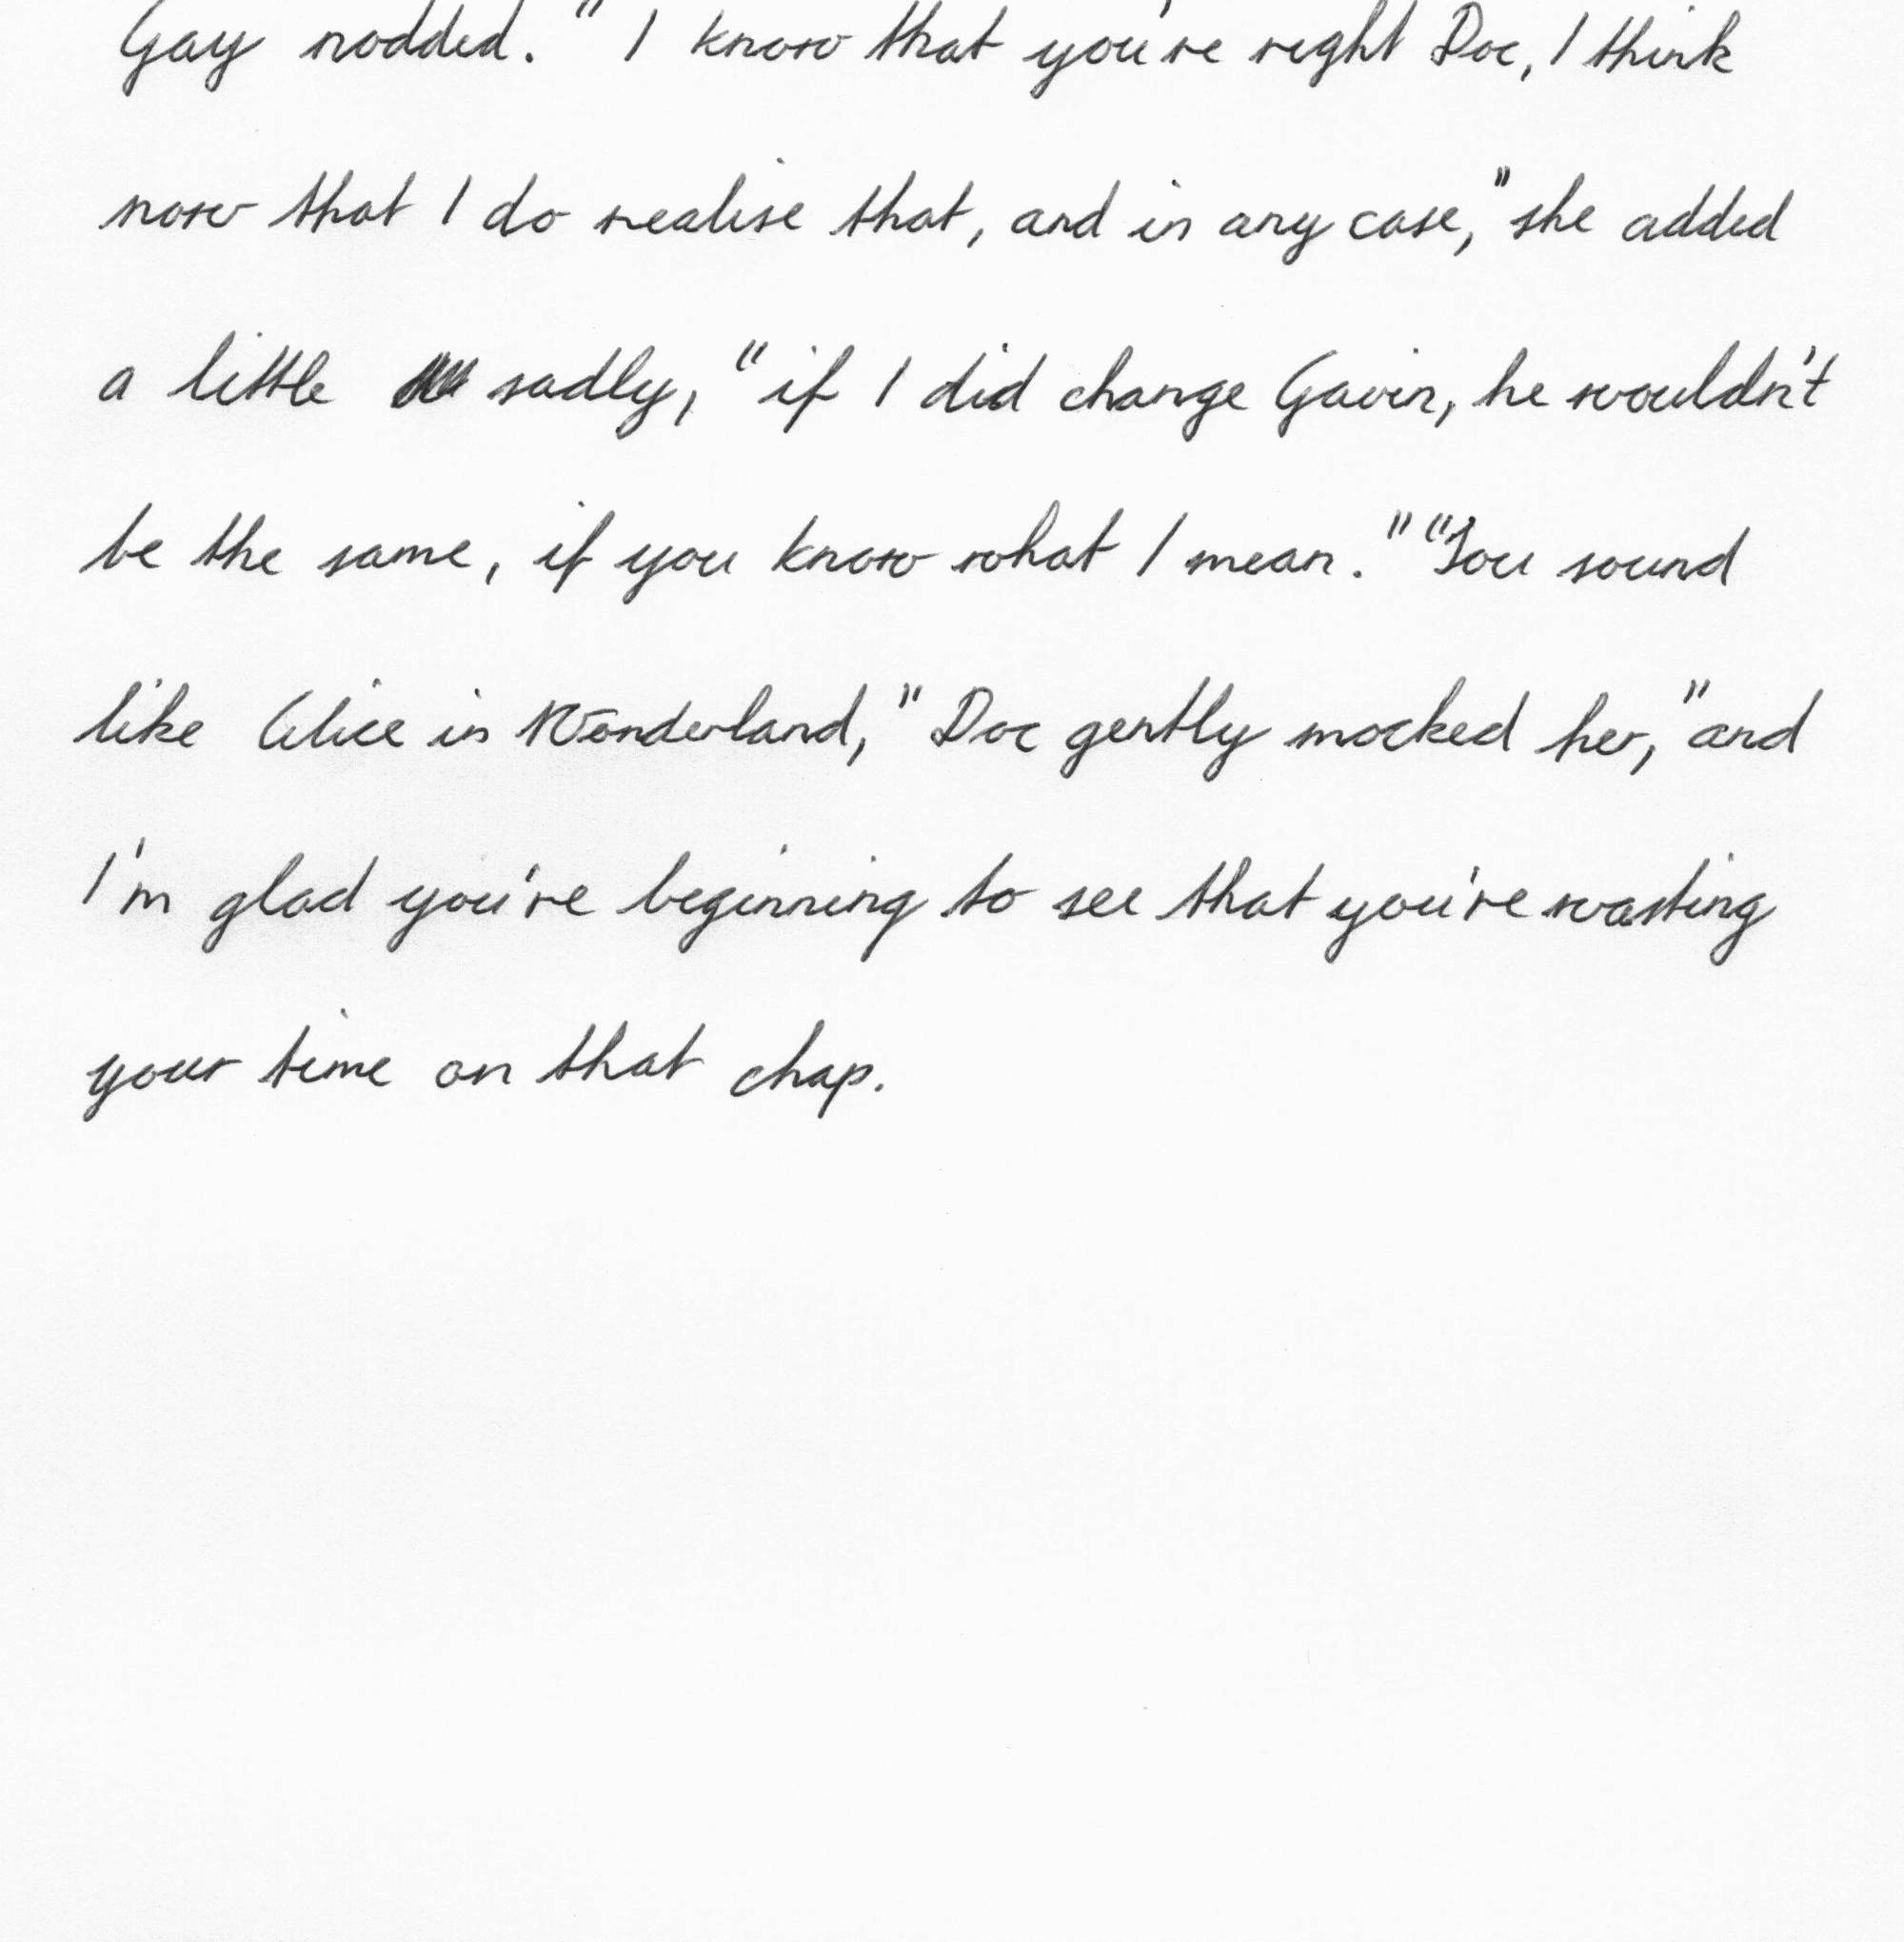 Gay nodded. "I know that you're right Doc, I think
now that I do realise that, and in any case," she added
a little sadly, "if I did change Gavin, he wouldn't
be the same, if you know what I mean." "You sound
like Alice in Wonderland," Doc gently mocked her, "and
I'm glad you're beginning to see that you're wasting
your time on that chap.